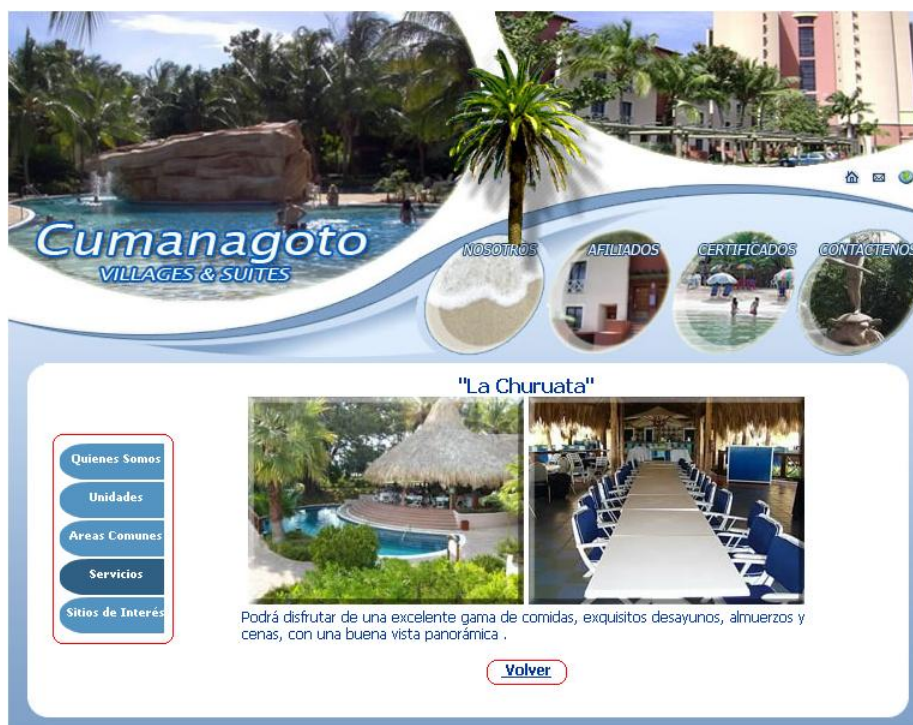 Cumanagoto
VILLAGES & SUITES
NOSOTROS
AFILIADOS
CERTIFICADOS
CONTACTENOS
"La Churuata"
Quienes Somos
Unidades
Areas Comunes
Servicios
Sitios de Interés
Podrá disfrutar de una excelente gama de comidas, exquisitos desayunos, almuerzos y
cenas, con una buena vista panorámica .
Volver